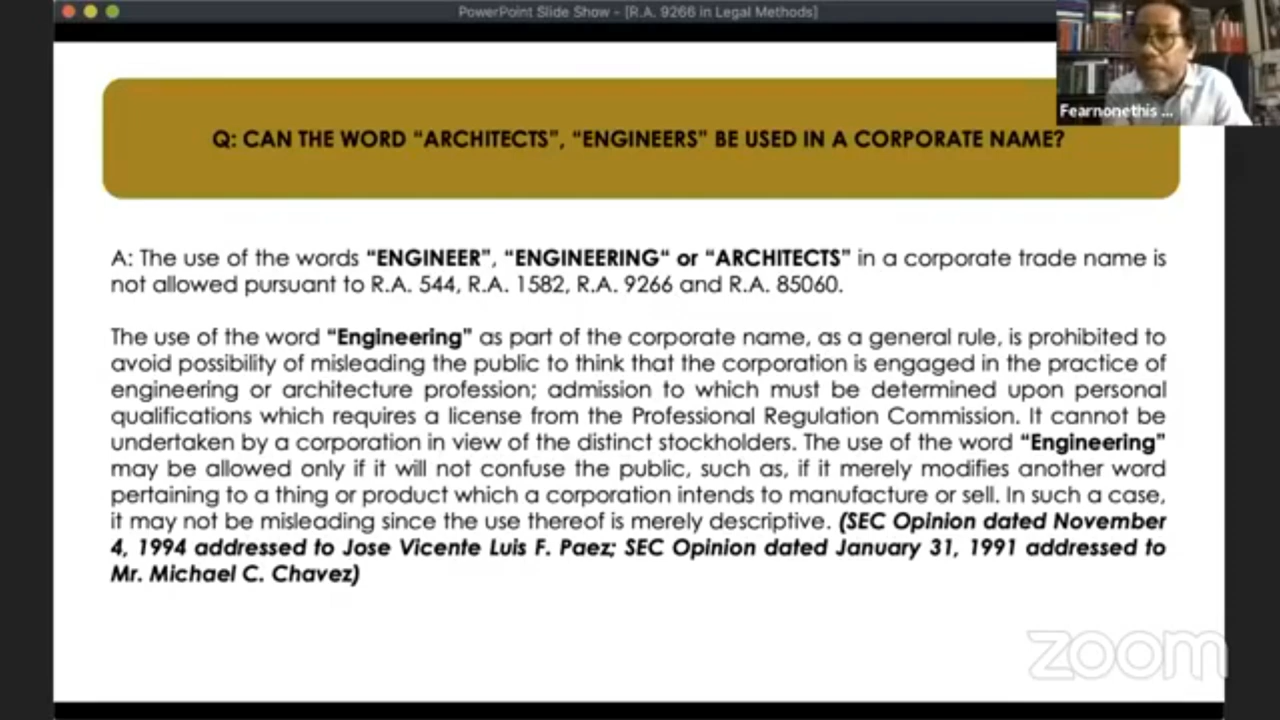 PowerPoint Slide Show - [R.A. 9266 in Legal Methods]
Fearnonethis ...
Q: CAN THE WORD “ARCHITECTS”, “ENGINEERS” BE USED IN A CORPORATE NAME?
A: The use of the words “ENGINEER”, “ENGINEERING“ or “ARCHITECTS” in a corporate trade name is
not allowed pursuant to R.A. 544, R.A. 1582, R.A. 9266 and R.A. 85060.
The use of the word “Engineering” as part of the corporate name, as a general rule, is prohibited to
avoid possibility of misleading the public to think that the corporation is engaged in the practice of
engineering or architecture profession; admission to which must be determined upon personal
qualifications which requires a license from the Professional Regulation Commission. It cannot be
undertaken by a corporation in view of the distinct stockholders. The use of the word “Engineering”
may be allowed only if it will not confuse the public, such as, if it merely modifies another word
pertaining to a thing or product which a corporation intends to manufacture or sell. In such a case,
it may not be misleading since the use thereof is merely descriptive. (SEC Opinion dated November
4, 1994 addressed to Jose Vicente Luis F. Paez; SEC Opinion dated January 31, 1991 addressed to
Mr. Michael C. Chavez)
zoom